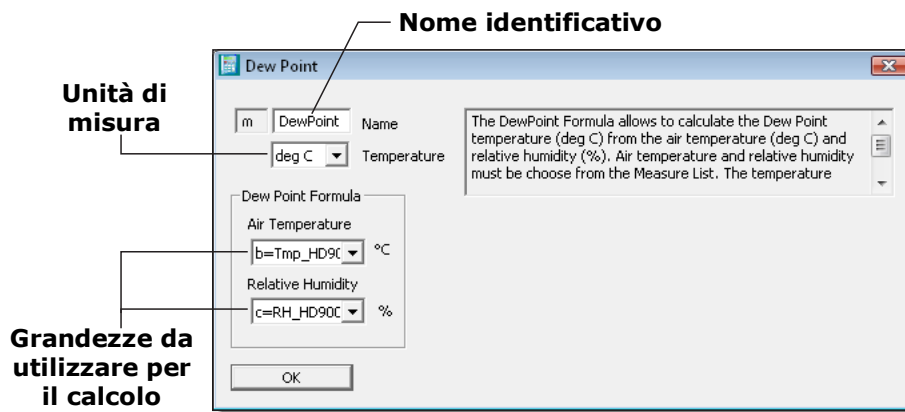 Nome identificativo
Dew Point
Unità di
misura
m DewPoint Name
deg C Temperature
The DewPoint Formula allows to calculate the Dew Point
temperature (deg C) from the air temperature (deg C) and
relative humidity (%). Air temperature and relative humidity
must be choose from the Measure List. The temperature
Dew Point Formula
Air Temperature
b=Tmp_HD90 °C
Relative Humidity
c=RH_HD900 %
Grandezze da
utilizzare per
il calcolo
OK